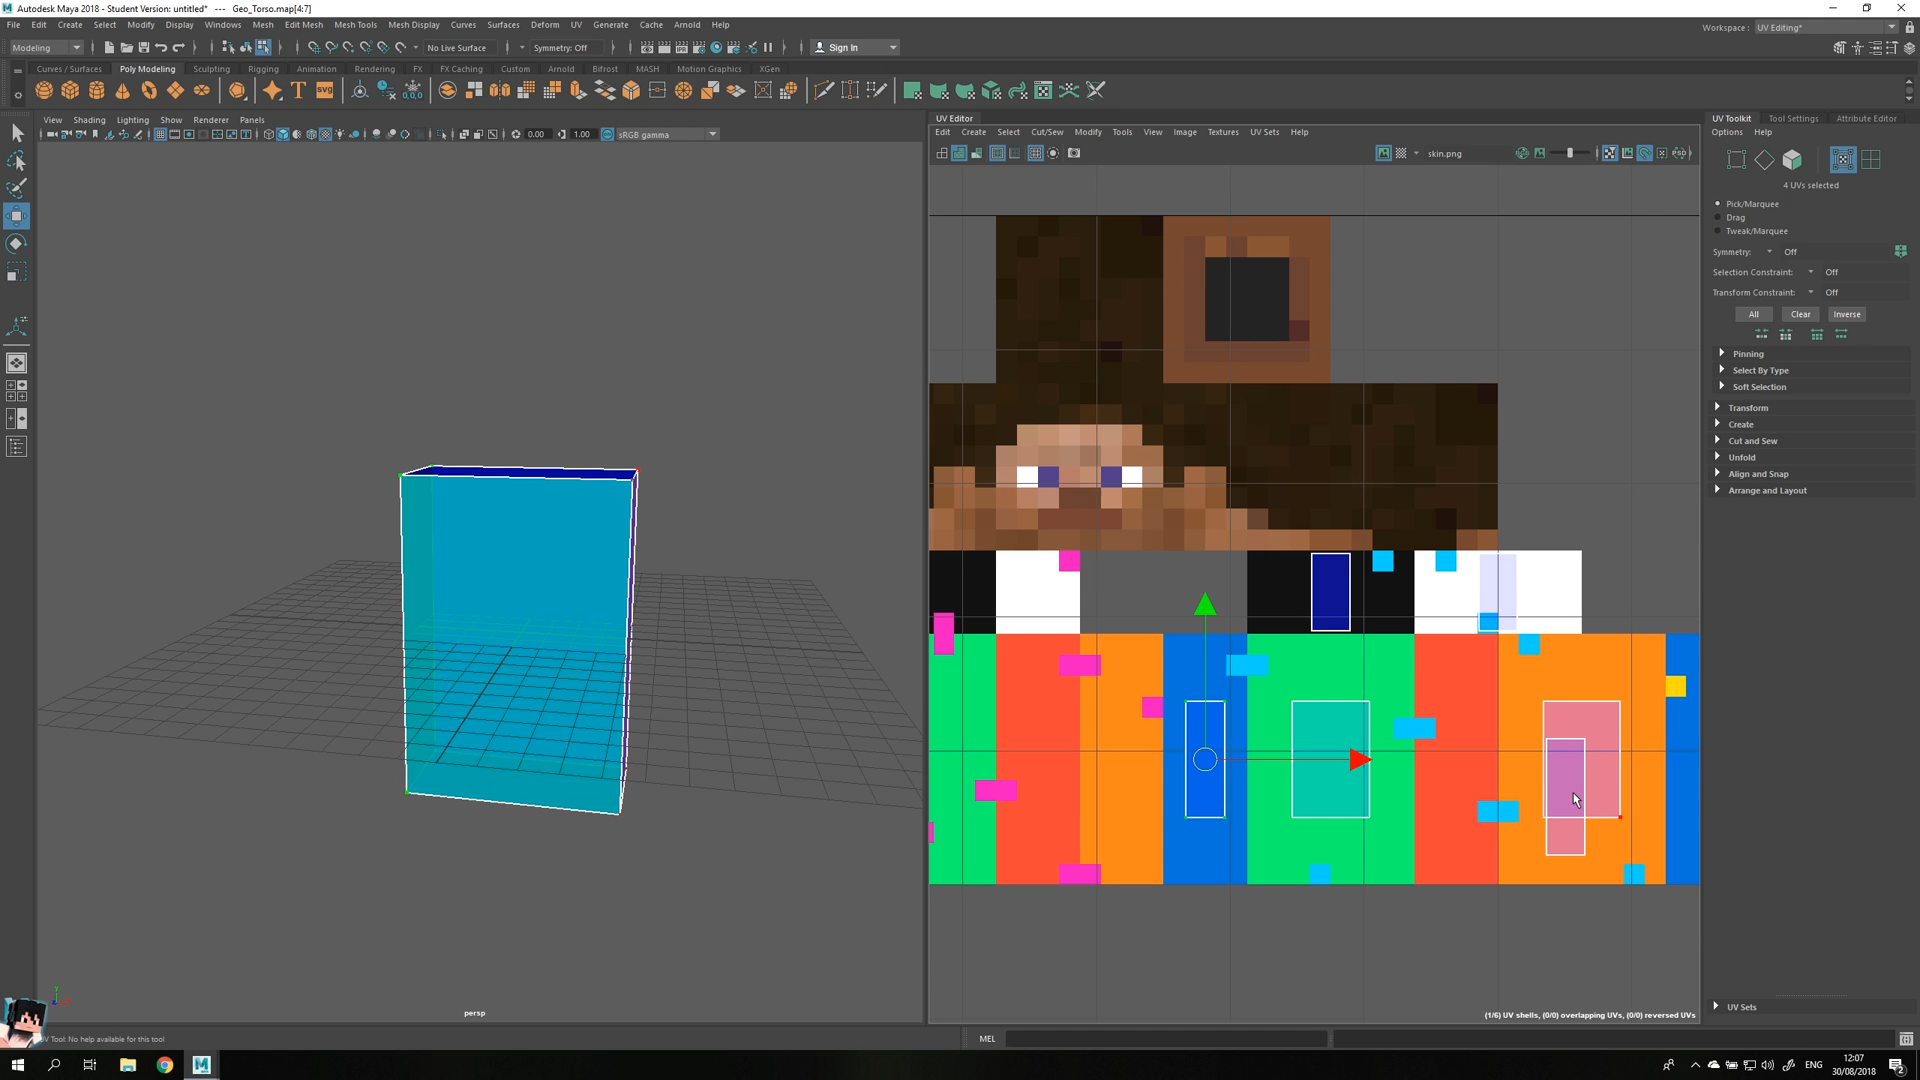 Autodesk Maya 2018 - Student Version: untitled* --- Geo_Torso.map[4:7]
File Edit Create Select Modify Display Windows Mesh Edit Mesh Mesh Tools Mesh Display Curves Surfaces Deform UV Generate Cache Arnold Help
Workspace: UV Editing*
Modeling No Live Surface Symmetry: Off Sign In
Curves / Surfaces Poly Modeling Sculpting Rigging Animation Rendering FX FX Caching Custom Arnold Bifrost MASH Motion Graphics XGen
View Shading Lighting Show Renderer Panels
0.00 1.00 sRGB gamma
UV Editor
Edit Create Select Cut/Sew Modify Tools View Image Textures UV Sets Help
skin.png
UV Toolkit Tool Settings Attribute Editor
Options Help
4 UVs selected
Pick/Marquee
Drag
Tweak/Marquee
Symmetry: Off
Selection Constraint: Off
Transform Constraint: Off
All Clear Inverse
Pinning
Select By Type
Soft Selection
Transform
Create
Cut and Sew
Unfold
Align and Snap
Arrange and Layout
UV Sets
persp
(1/6) UV shells, (0/0) overlapping UVs, (0/0) reversed UVs
UV Tool: No help available for this tool
MEL
ENG
12:07
30/08/2018